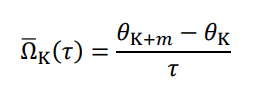 Ω̅_K(τ) = (θ_{K+m} − θ_K) / τ